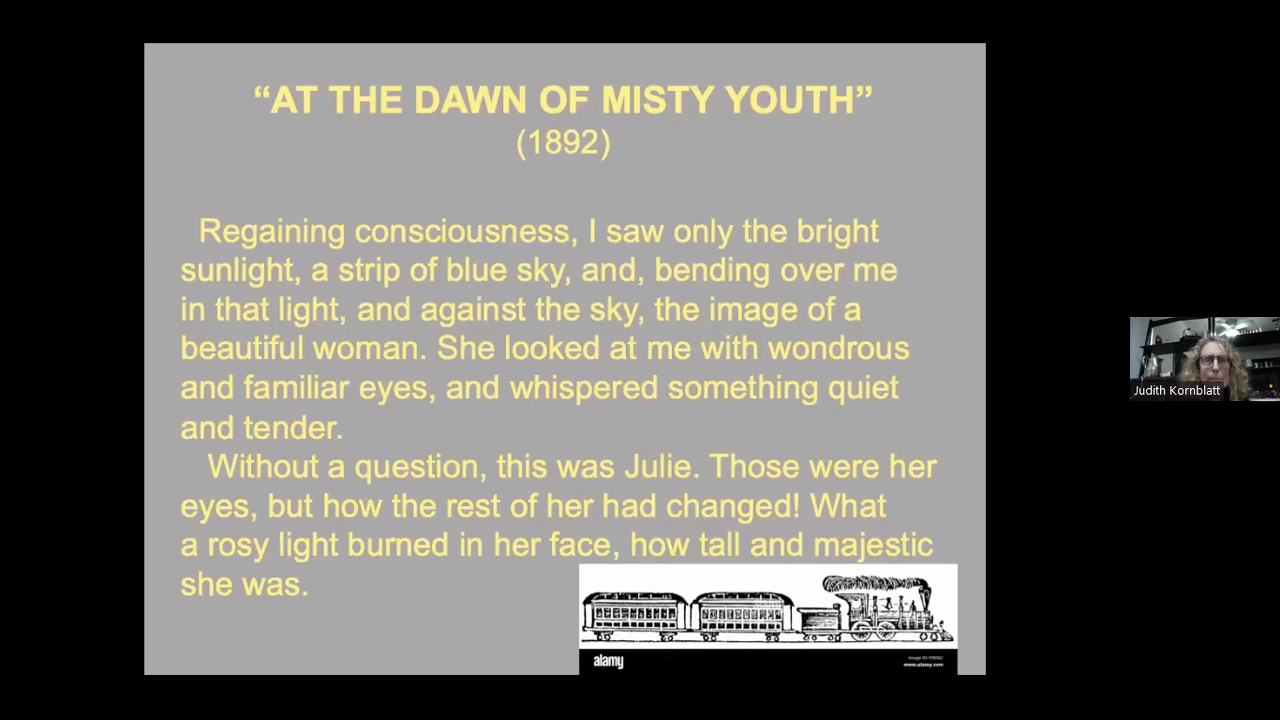 “AT THE DAWN OF MISTY YOUTH”
(1892)
Regaining consciousness, I saw only the bright
sunlight, a strip of blue sky, and, bending over me
in that light, and against the sky, the image of a
beautiful woman. She looked at me with wondrous
and familiar eyes, and whispered something quiet
and tender.
Without a question, this was Julie. Those were her
eyes, but how the rest of her had changed! What
a rosy light burned in her face, how tall and majestic
she was.
alamy
www.alamy.com
Judith Kornblatt